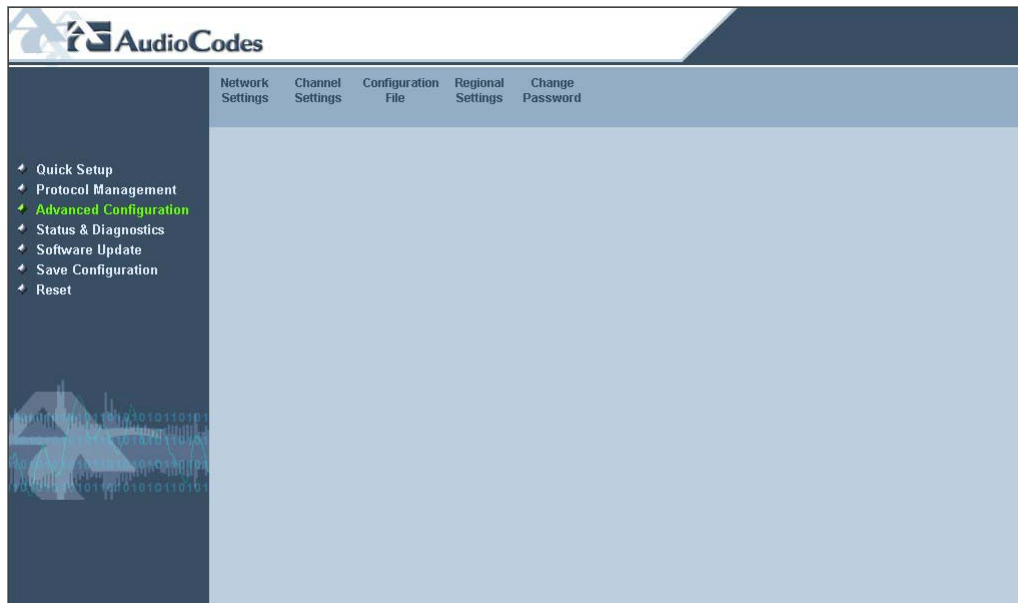 AudioCodes
Network Settings
Channel Settings
Configuration File
Regional Settings
Change Password
Quick Setup
Protocol Management
Advanced Configuration
Status & Diagnostics
Software Update
Save Configuration
Reset